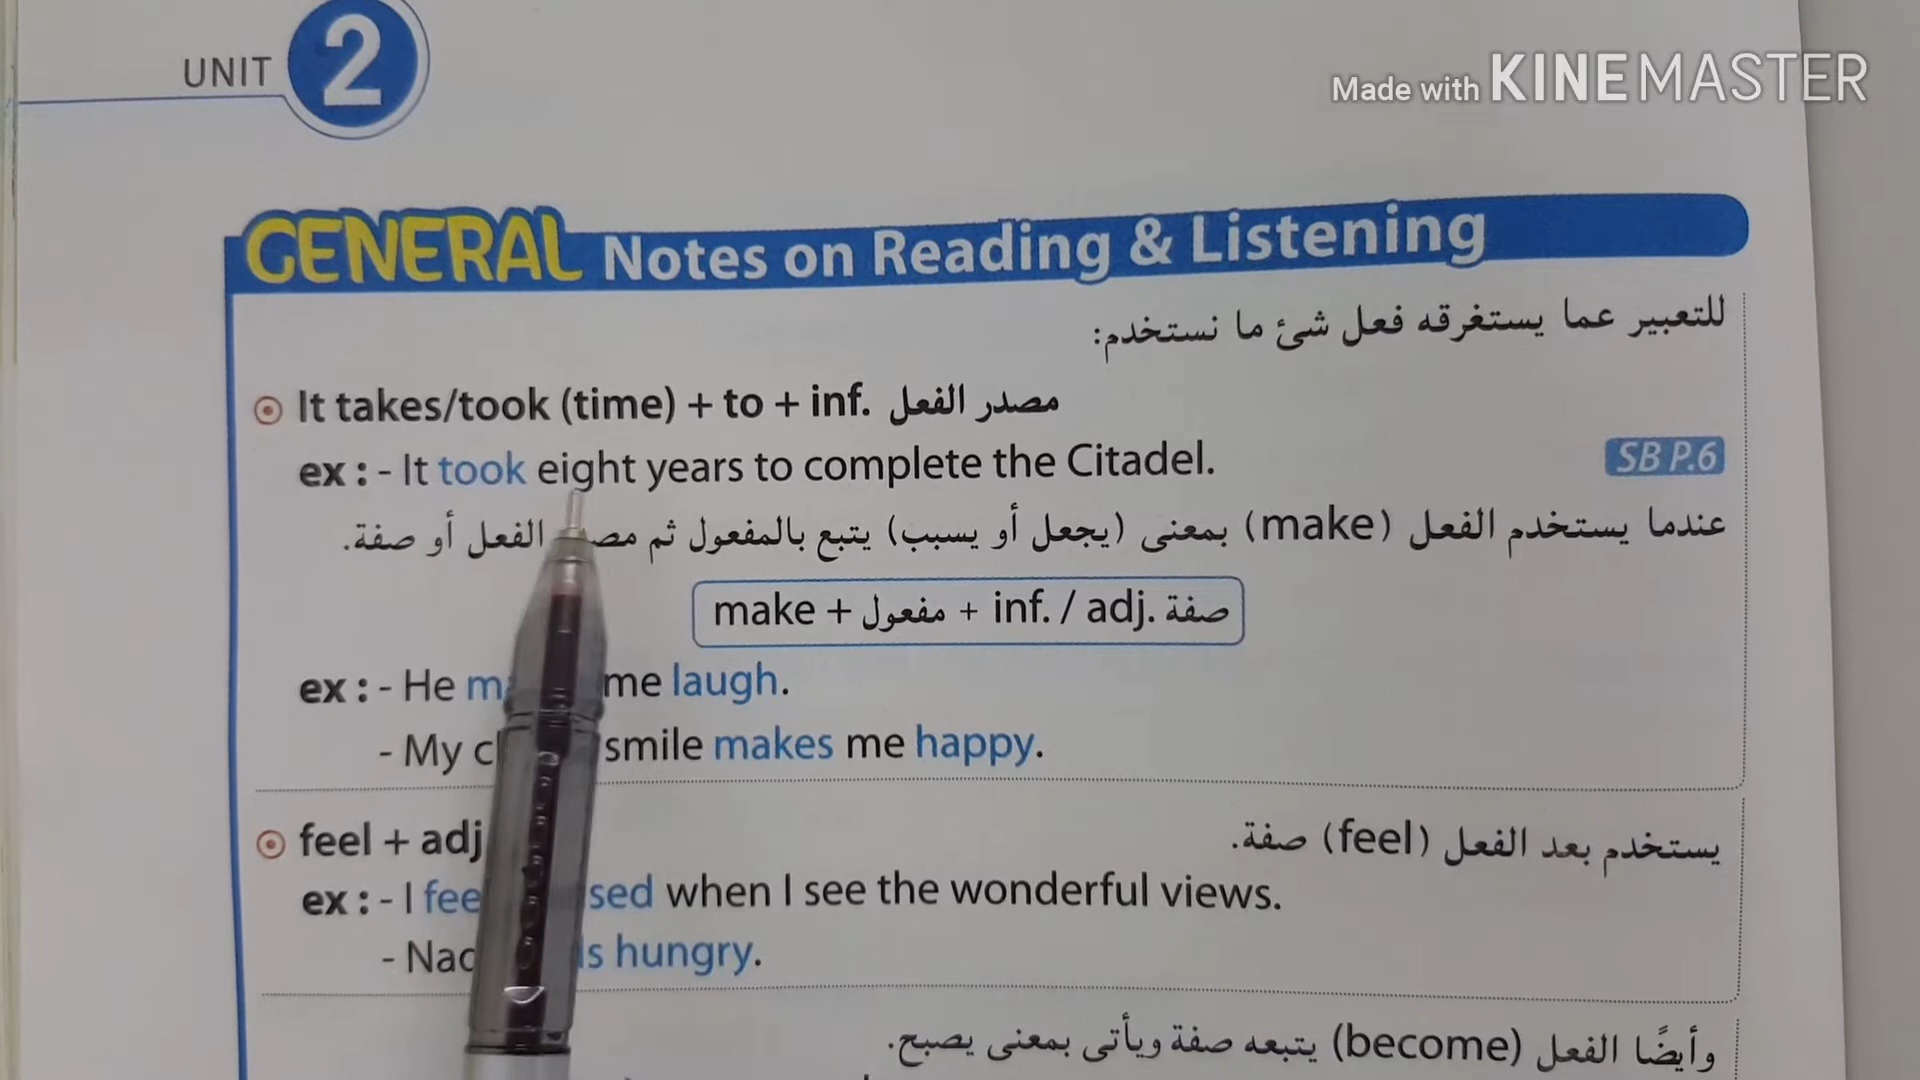 UNIT 2
Made with KINEMASTER
GENERAL Notes on Reading & Listening
للتعبير عما يستغرقه فعل شئ ما نستخدم:
It takes/took (time) + to + inf. مصدر الفعل
ex : - It took eight years to complete the Citadel.
SB P.6
عندما يستخدم الفعل (make) بمعنى (يجعل أو يسبب) يتبع بالمفعول ثم الفعل أو صفة.
make + مفعول + inf. / adj. صفة
ex : - He me laugh.
- My smile makes me happy.
feel + adj
يستخدم بعد الفعل (feel) صفة.
ex : - I when I see the wonderful views.
- hungry.
وأيضًا الفعل (become) يتبعه صفة ويأتى بمعنى يصبح.